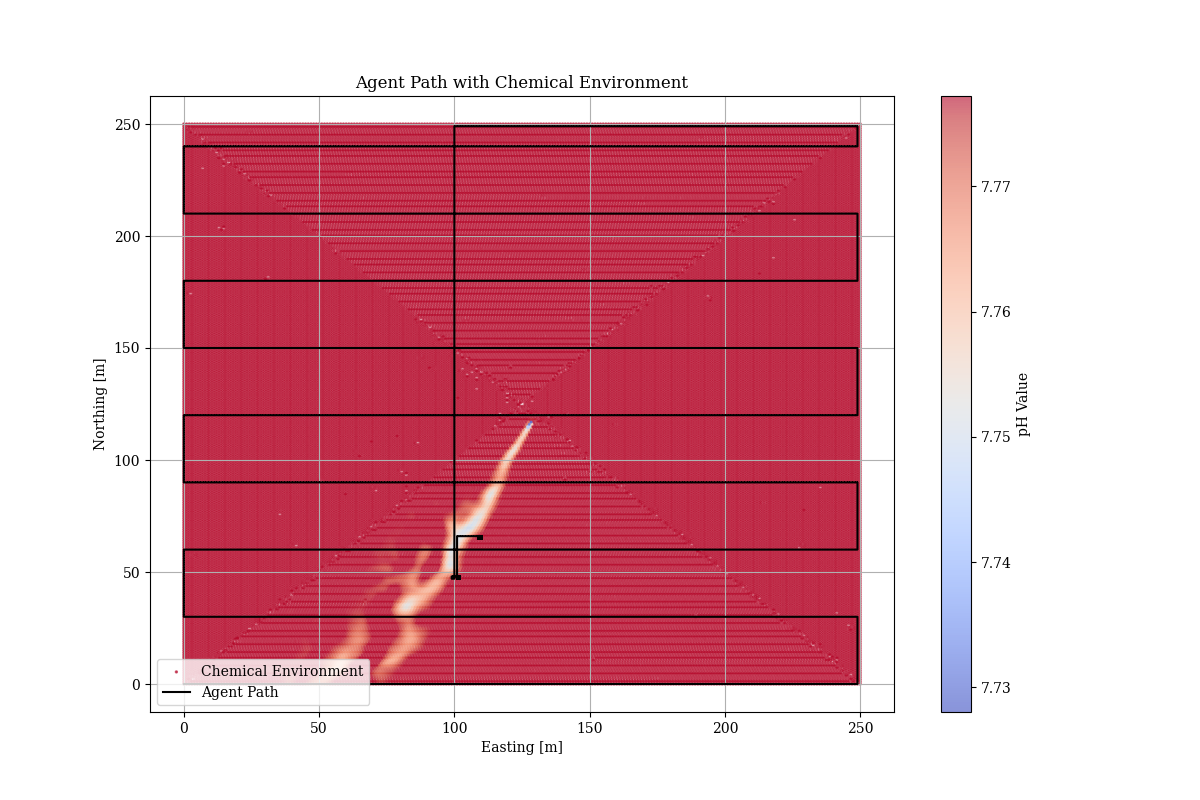 Agent Path with Chemical Environment
250
200
150
100
50
0
Northing [m]
0
50
100
150
200
250
Easting [m]
Chemical Environment
Agent Path
7.77
7.76
7.75
7.74
7.73
pH Value